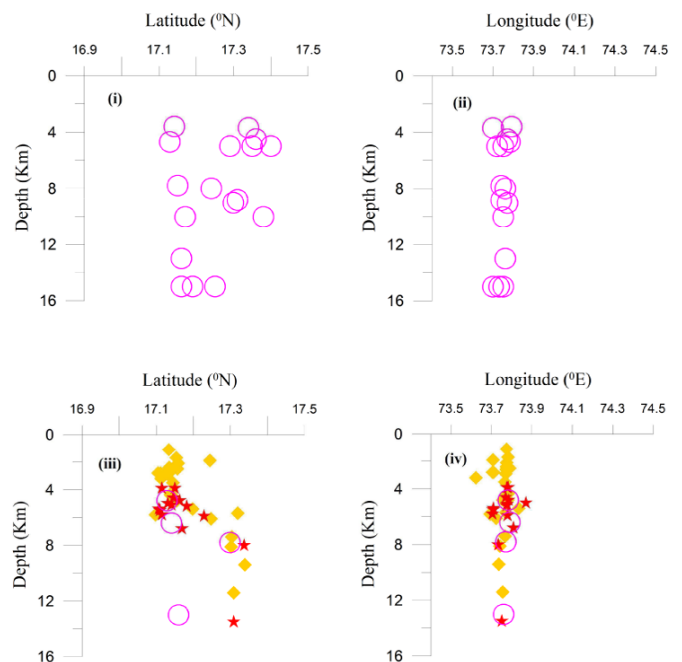 Latitude (⁰N)
16.9 17.1 17.3 17.5
0
4
8
12
16
Depth (Km)
(i)
Longitude (⁰E)
73.5 73.7 73.9 74.1 74.3 74.5
0
4
8
12
16
Depth (Km)
(ii)
Latitude (⁰N)
16.9 17.1 17.3 17.5
0
4
8
12
16
Depth (Km)
(iii)
Longitude (⁰E)
73.5 73.7 73.9 74.1 74.3 74.5
0
4
8
12
16
Depth (Km)
(iv)